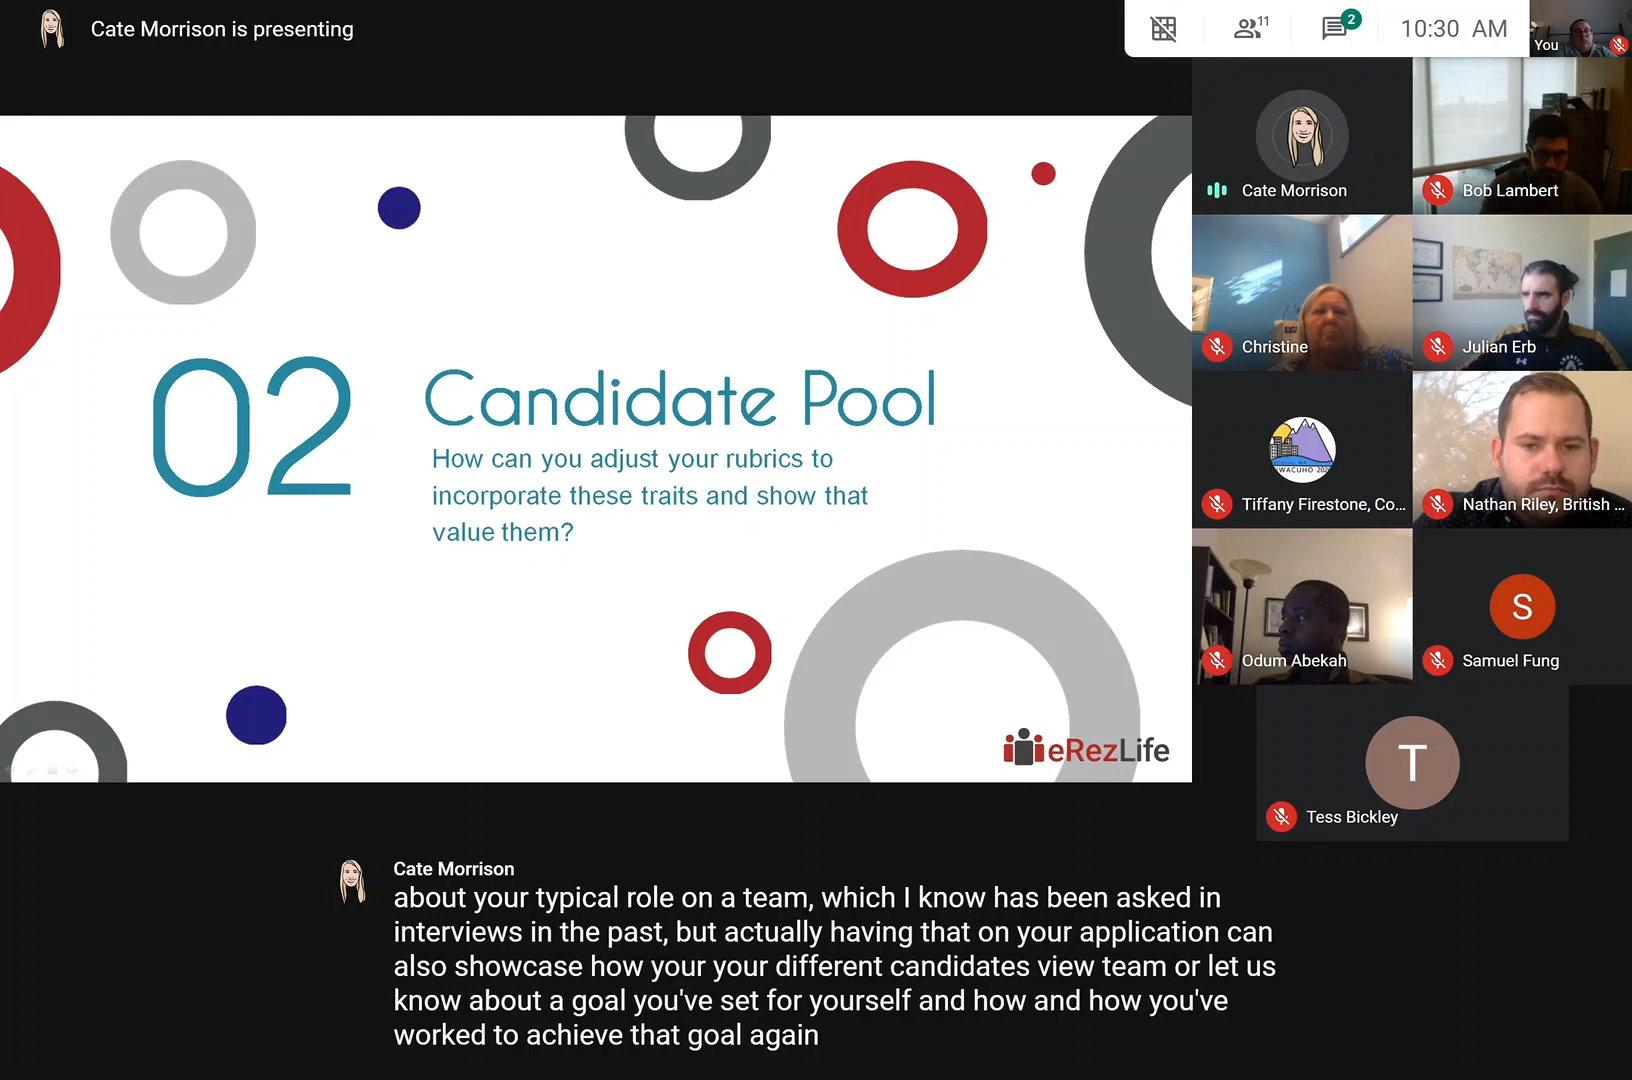 Cate Morrison is presenting
11
2
10:30 AM
You
Cate Morrison
Bob Lambert
Christine
Julian Erb
Tiffany Firestone, Co...
Nathan Riley, British ...
Odum Abekah
S
Samuel Fung
T
Tess Bickley
02
Candidate Pool
How can you adjust your rubrics to
incorporate these traits and show that
value them?
eRezLife
Cate Morrison
about your typical role on a team, which I know has been asked in
interviews in the past, but actually having that on your application can
also showcase how your your different candidates view team or let us
know about a goal you've set for yourself and how and how you've
worked to achieve that goal again